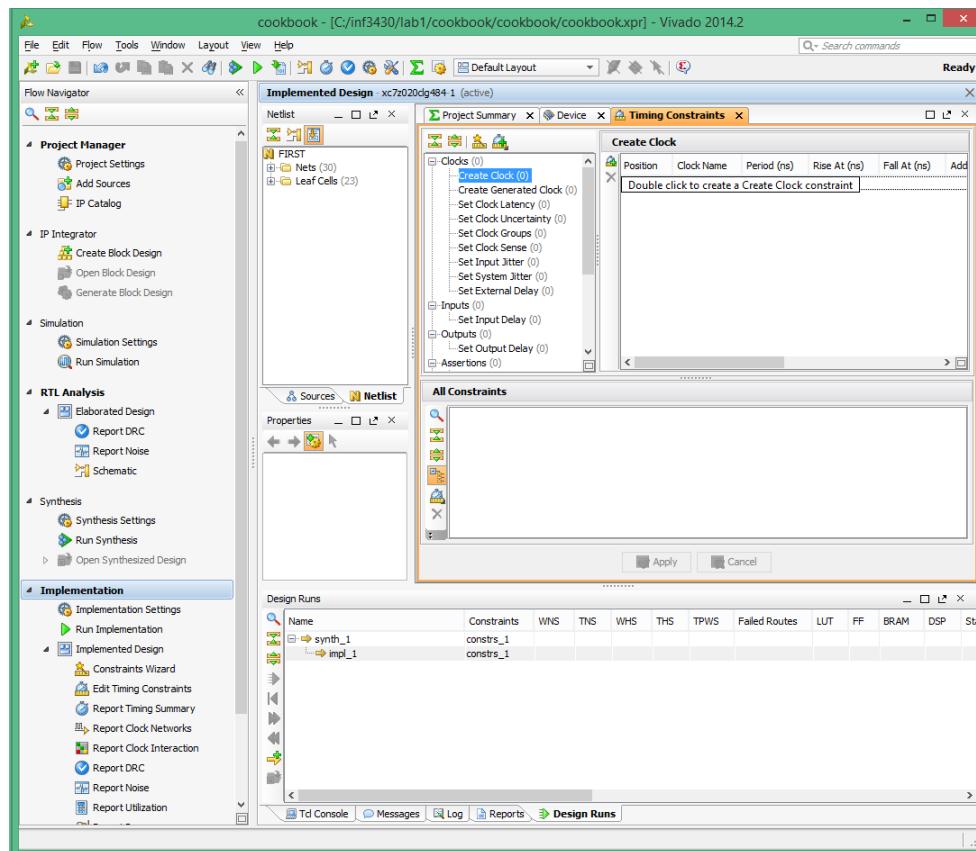 cookbook - [C:/inf3430/lab1/cookbook/cookbook/cookbook.xpr] - Vivado 2014.2
File Edit Flow Tools Window Layout View Help
Search commands
Default Layout
Ready
Flow Navigator
Project Manager
Project Settings
Add Sources
IP Catalog
IP Integrator
Create Block Design
Open Block Design
Generate Block Design
Simulation
Simulation Settings
Run Simulation
RTL Analysis
Elaborated Design
Report DRC
Report Noise
Schematic
Synthesis
Synthesis Settings
Run Synthesis
Open Synthesized Design
Implementation
Implementation Settings
Run Implementation
Implemented Design
Constraints Wizard
Edit Timing Constraints
Report Timing Summary
Report Clock Networks
Report Clock Interaction
Report DRC
Report Noise
Report Utilization
Implemented Design - xc7z020clg484-1 (active)
Netlist
FIRST
Nets (30)
Leaf Cells (23)
Sources Netlist
Properties
Project Summary Device Timing Constraints
Clocks (0)
Create Clock (0)
Create Generated Clock (0)
Set Clock Latency (0)
Set Clock Uncertainty (0)
Set Clock Groups (0)
Set Clock Sense (0)
Set Input Jitter (0)
Set System Jitter (0)
Set External Delay (0)
Inputs (0)
Set Input Delay (0)
Outputs (0)
Set Output Delay (0)
Assertions (0)
Create Clock
Position Clock Name Period (ns) Rise At (ns) Fall At (ns) Add
Double click to create a Create Clock constraint
All Constraints
Apply Cancel
Design Runs
Name Constraints WNS TNS WHS THS TPWS Failed Routes LUT FF BRAM DSP Sta
synth_1 constrs_1
impl_1 constrs_1
Tcl Console Messages Log Reports Design Runs